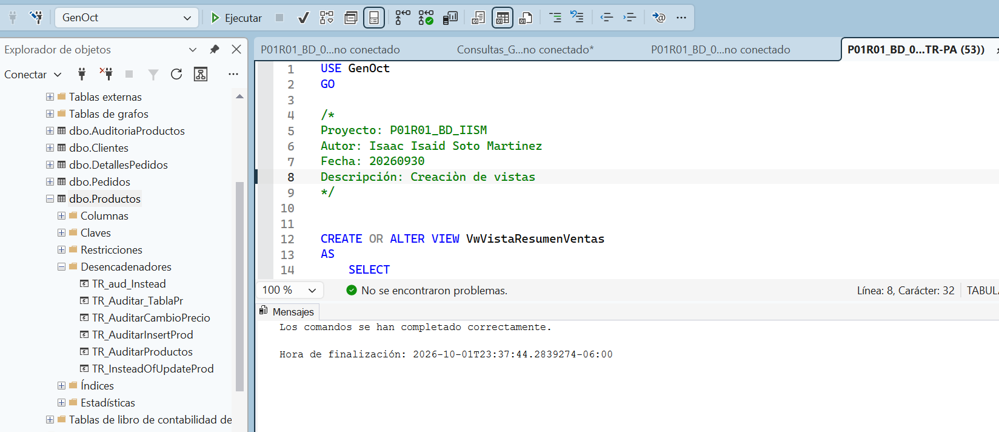 GenOct
Ejecutar
Explorador de objetos
Conectar
Tablas externas
Tablas de grafos
dbo.AuditoriaProductos
dbo.Clientes
dbo.DetallesPedidos
dbo.Pedidos
dbo.Productos
Columnas
Claves
Restricciones
Desencadenadores
TR_aud_Instead
TR_Auditar_TablaPr
TR_AuditarCambioPrecio
TR_AuditarInsertProd
TR_AuditarProductos
TR_InsteadOfUpdateProd
Índices
Estadísticas
Tablas de libro de contabilidad de
P01R01_BD_0...no conectado
Consultas_G...no conectado*
P01R01_BD_0...no conectado
P01R01_BD_0...TR-PA (53))
1 USE GenOct
2 GO
3
4 /*
5 Proyecto: P01R01_BD_IISM
6 Autor: Isaac Isaid Soto Martinez
7 Fecha: 20260930
8 Descripción: Creaciòn de vistas
9 */
10
11
12 CREATE OR ALTER VIEW VwVistaResumenVentas
13 AS
14 SELECT
100 %
No se encontraron problemas.
Línea: 8, Carácter: 32
TABUL
Mensajes
Los comandos se han completado correctamente.
Hora de finalización: 2026-10-01T23:37:44.2839274-06:00